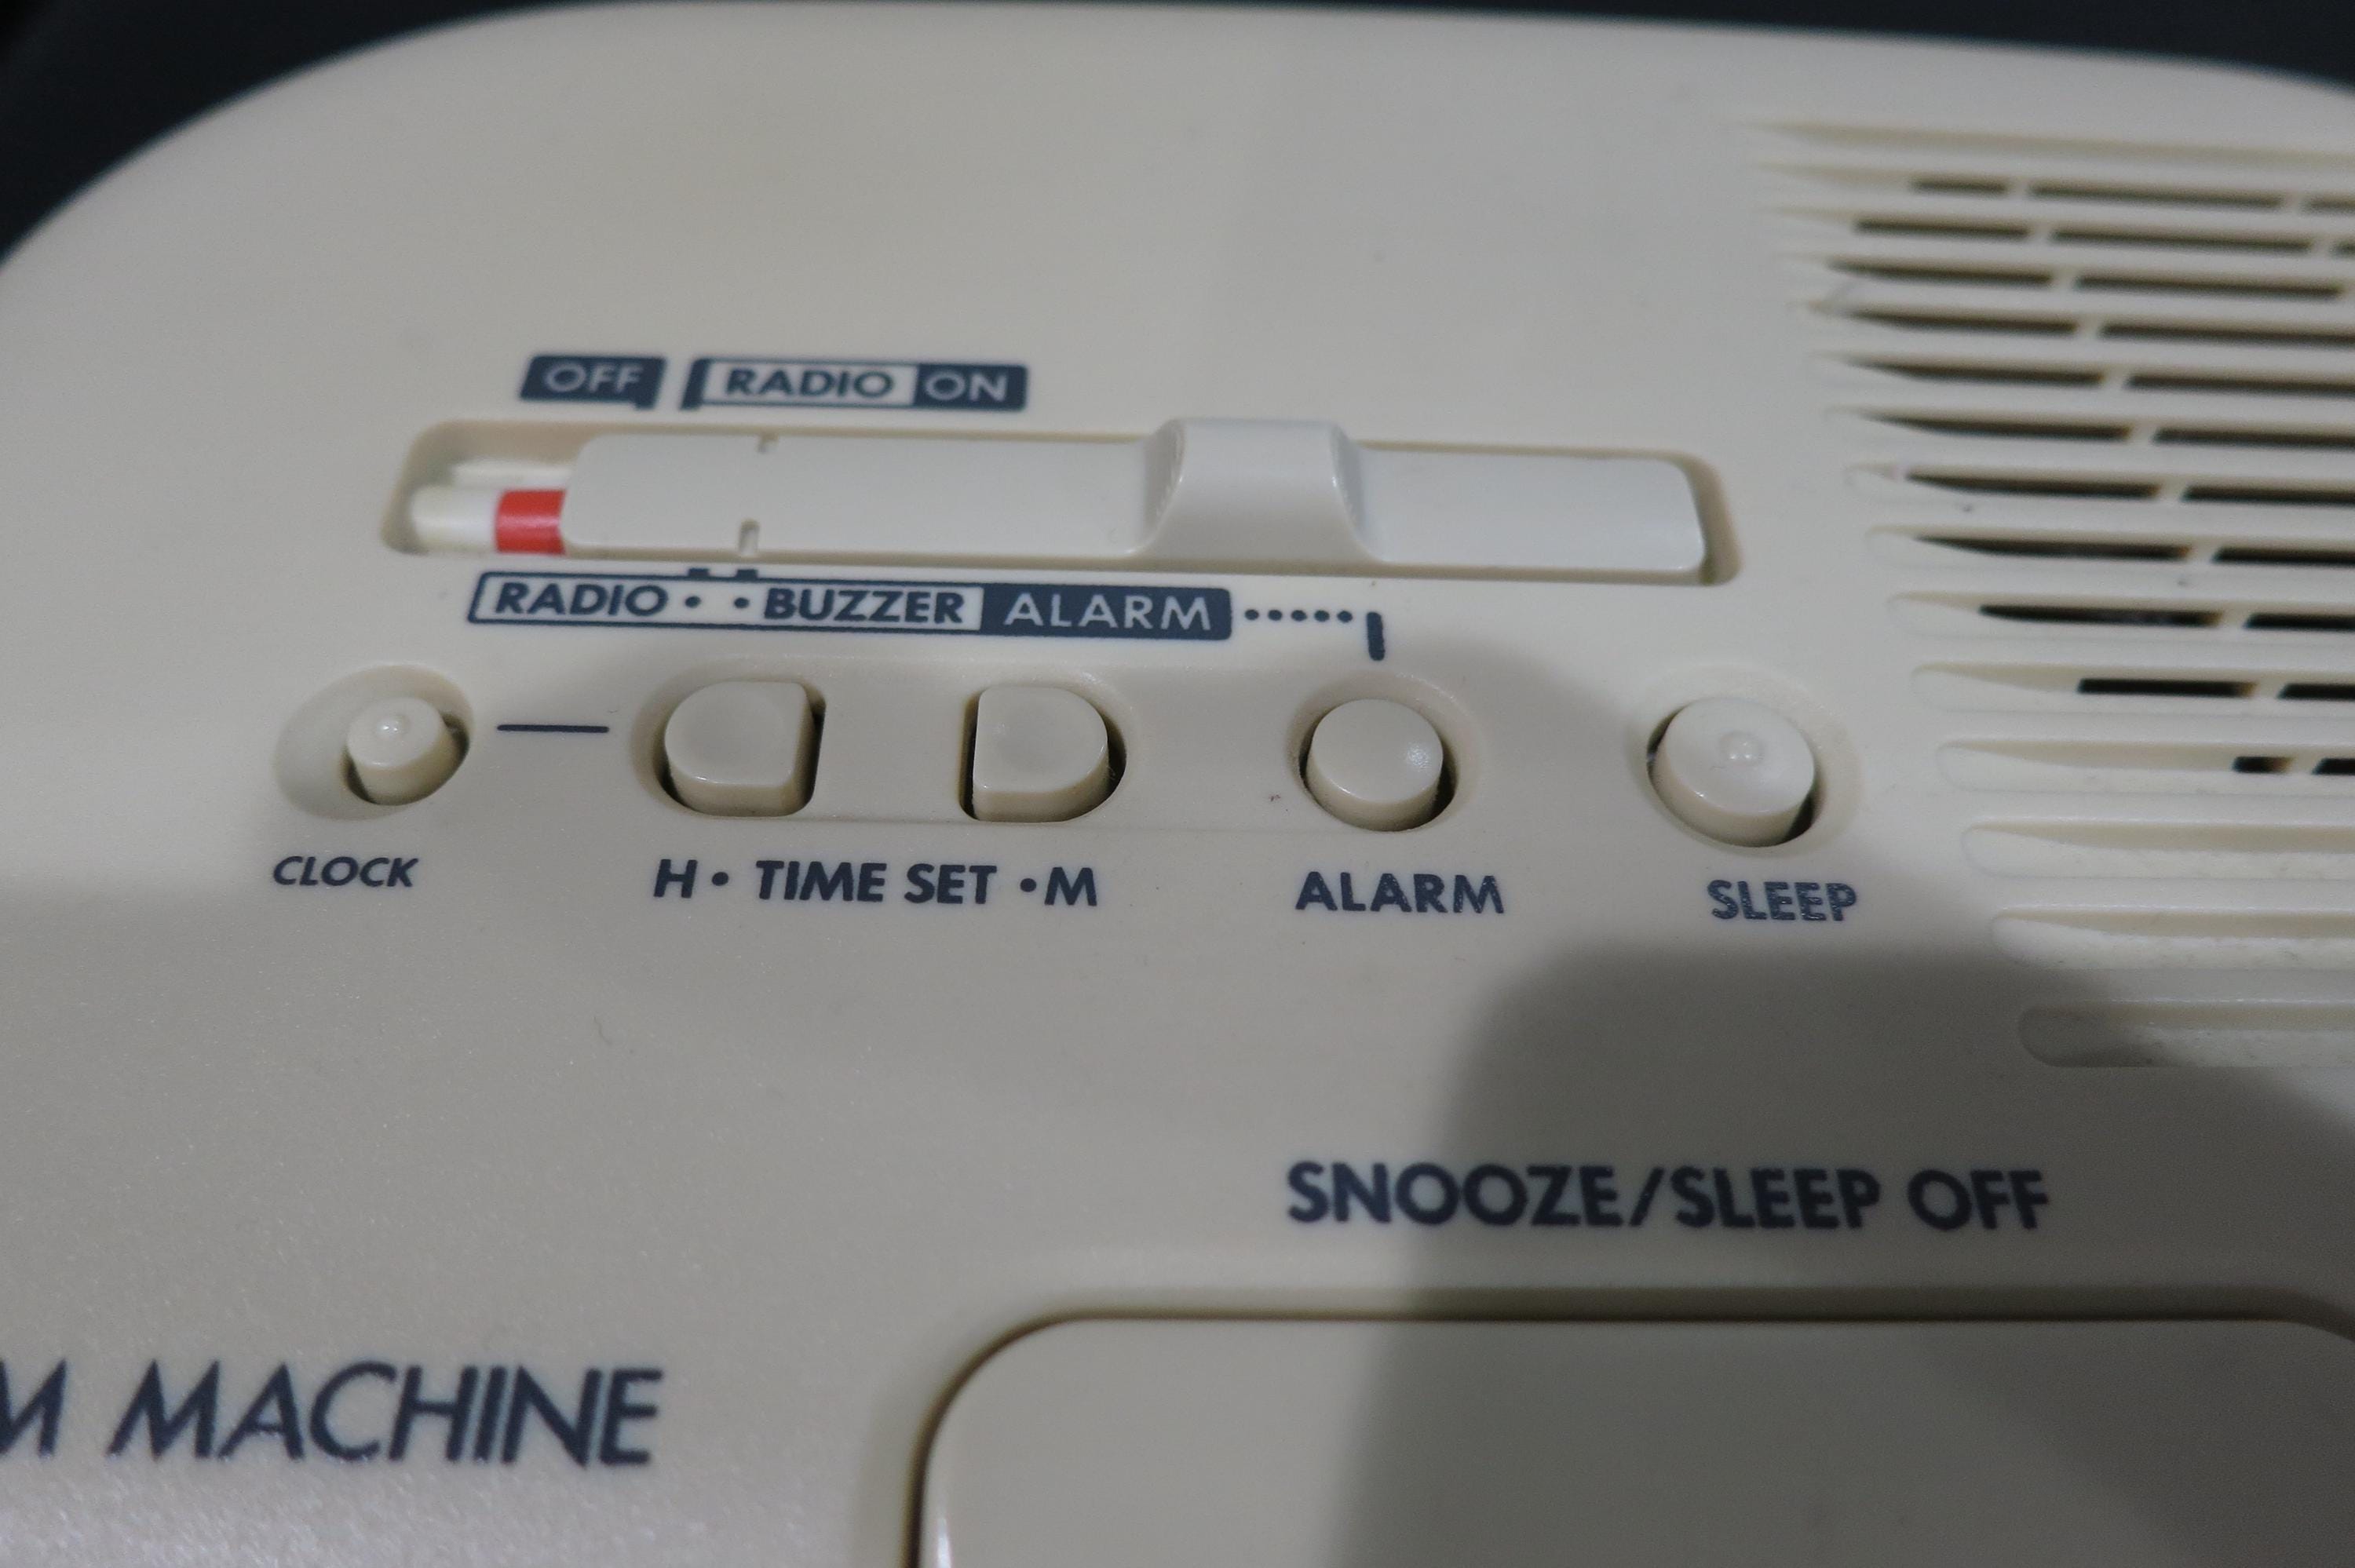 OFF RADIO ON
RADIO • • BUZZER ALARM
CLOCK H • TIME SET • M ALARM SLEEP
SNOOZE/SLEEP OFF
M MACHINE